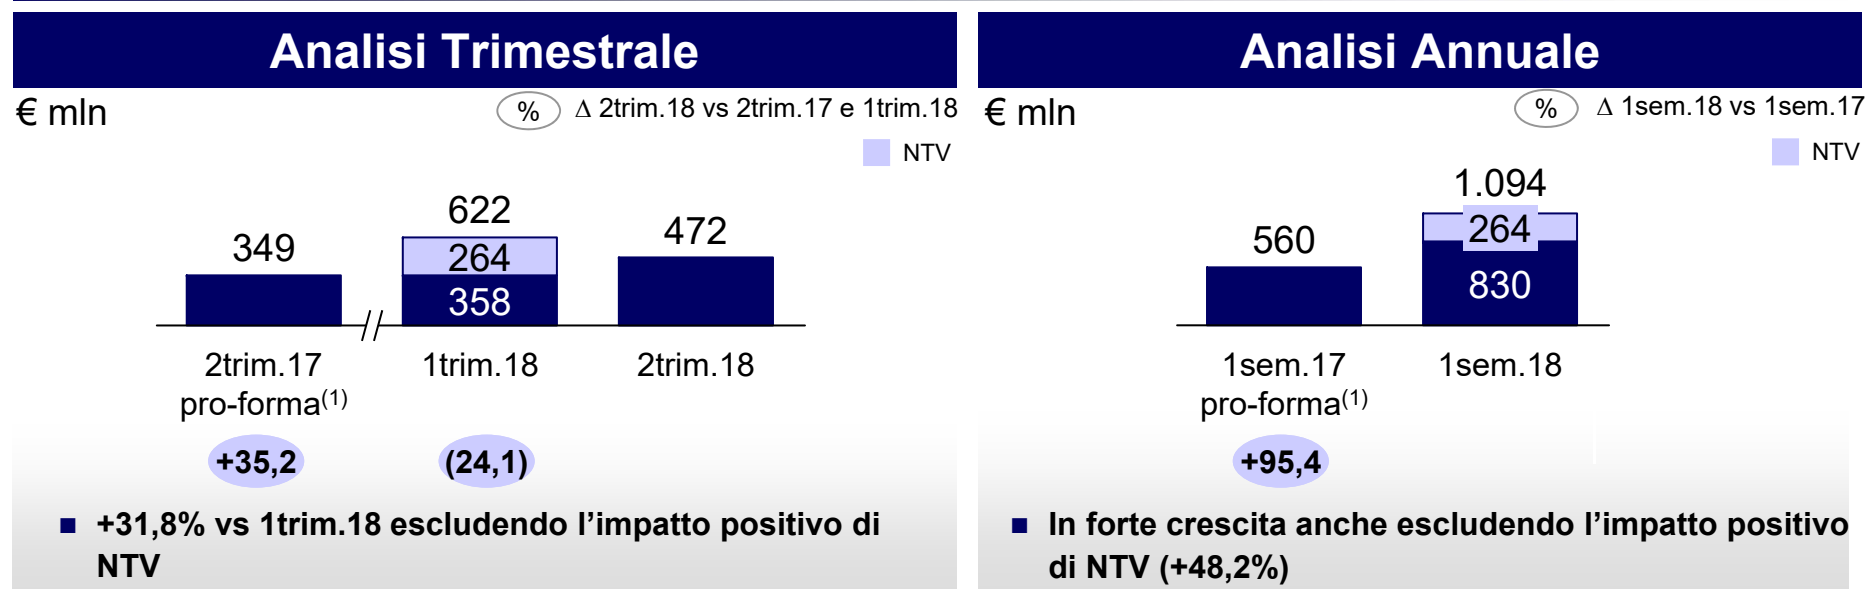 Analisi Trimestrale
€ mln
% Δ 2trim.18 vs 2trim.17 e 1trim.18
NTV
349
622
264
358
472
2trim.17
pro-forma(1)
1trim.18
2trim.18
+35,2
(24,1)
■ +31,8% vs 1trim.18 escludendo l’impatto positivo di
NTV
Analisi Annuale
€ mln
% Δ 1sem.18 vs 1sem.17
NTV
560
1.094
264
830
1sem.17
pro-forma(1)
1sem.18
+95,4
■ In forte crescita anche escludendo l’impatto positivo
di NTV (+48,2%)